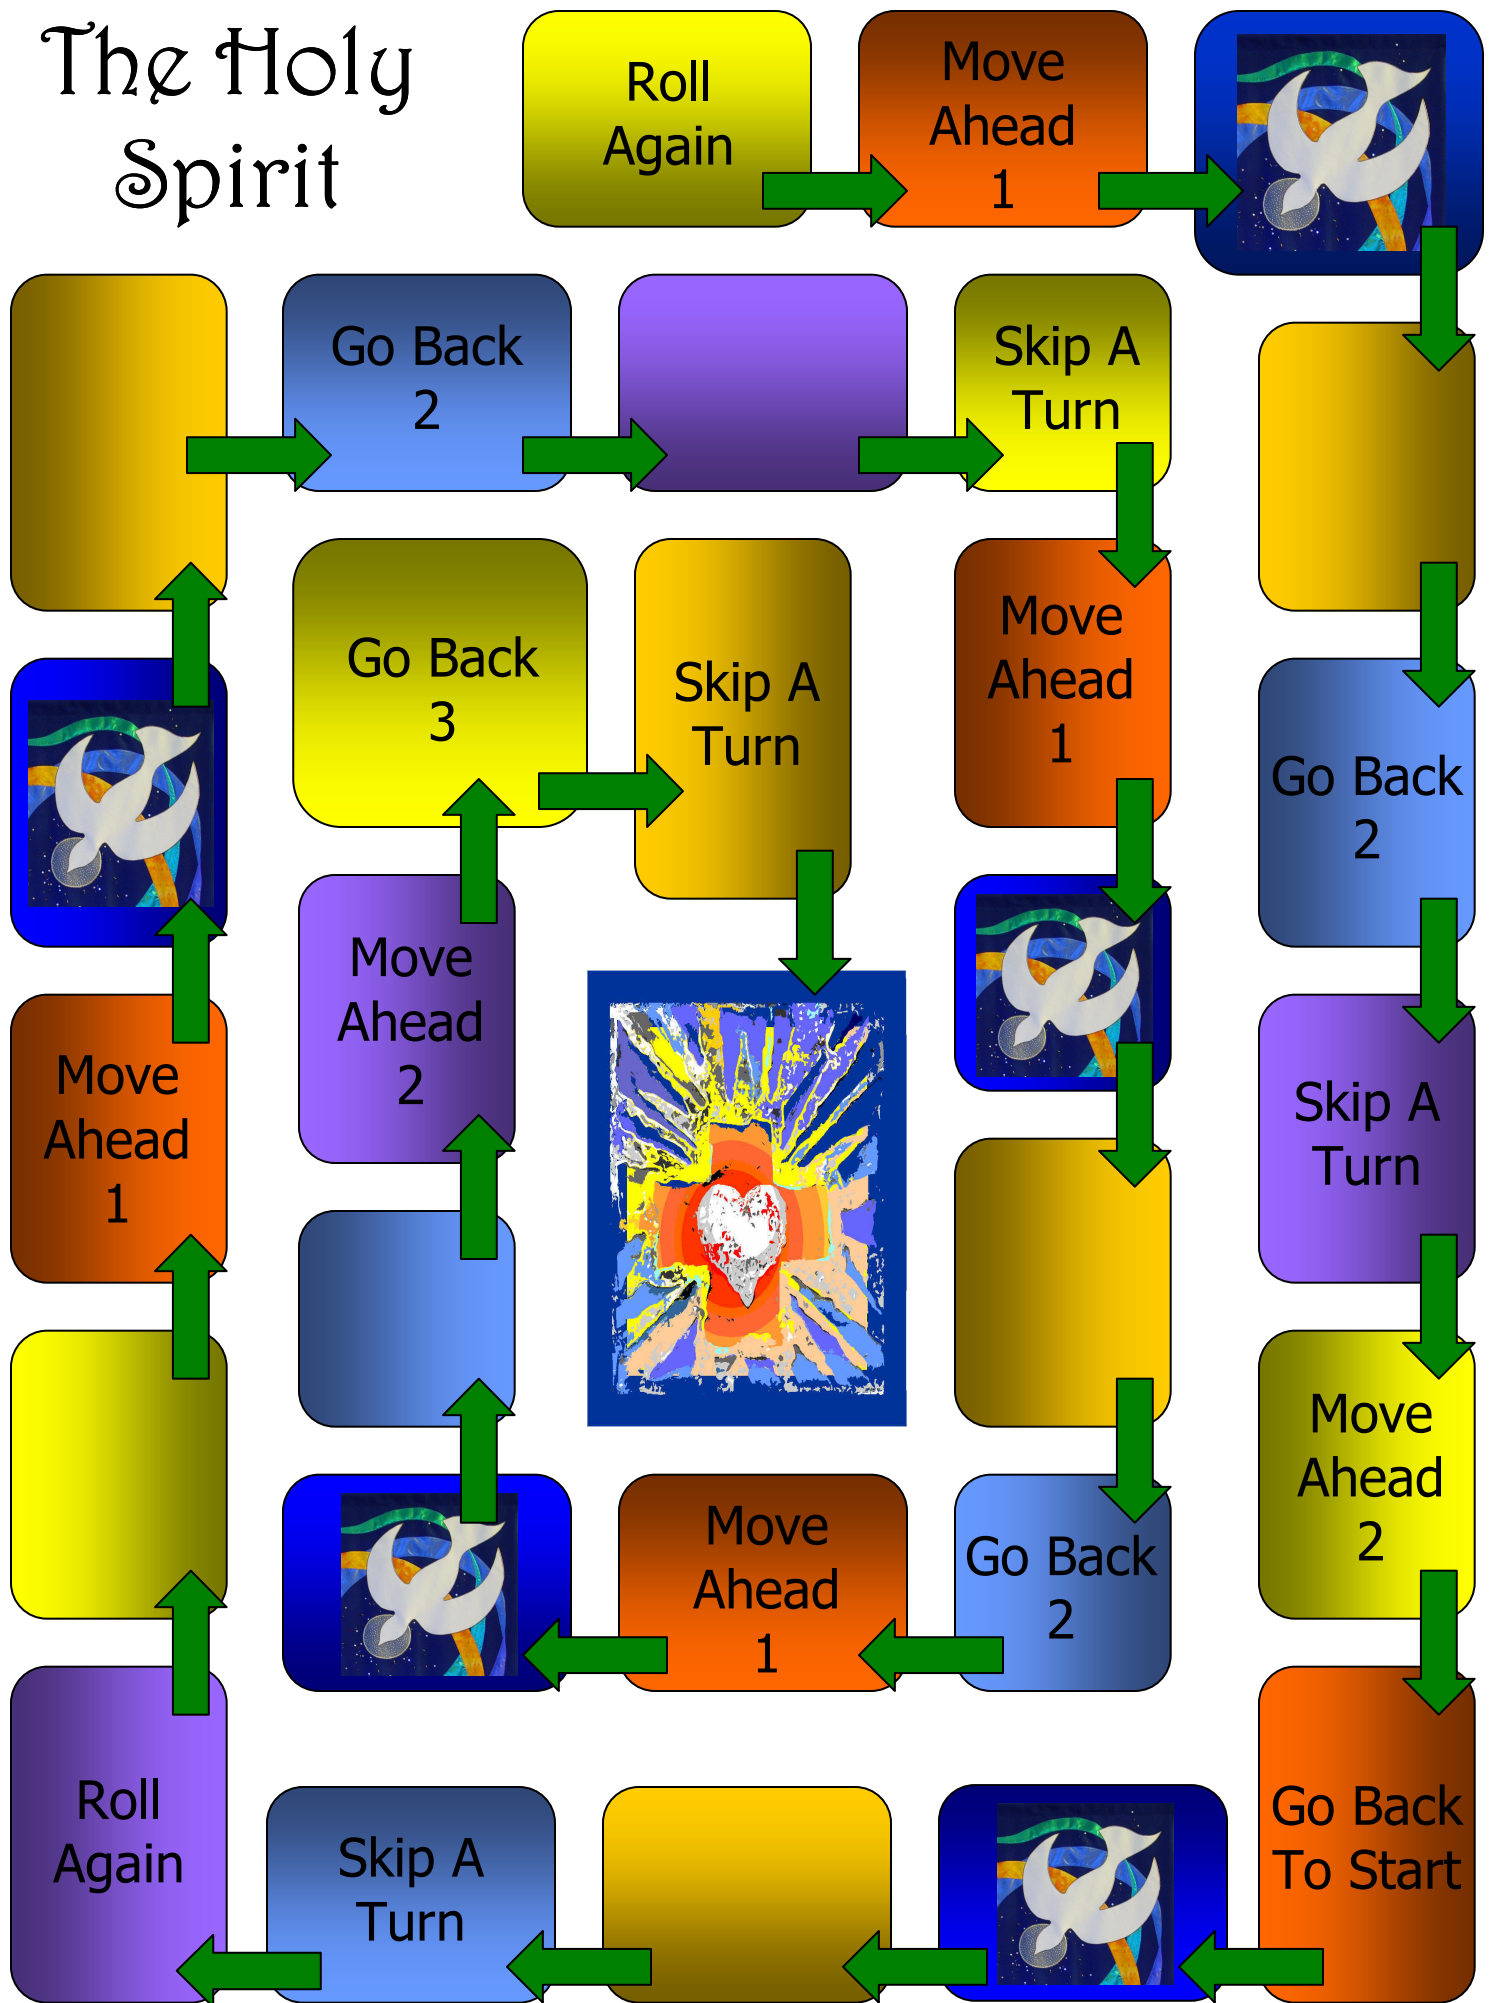 The Holy
Spirit
Roll
Again
Move
Ahead
1
Go Back
2
Skip A
Turn
Move
Ahead
2
Go Back
To Start
Skip A
Turn
Roll
Again
Move
Ahead
1
Go Back
2
Skip A
Turn
Move
Ahead
1
Go Back
2
Move
Ahead
1
Move
Ahead
2
Go Back
3
Skip A
Turn